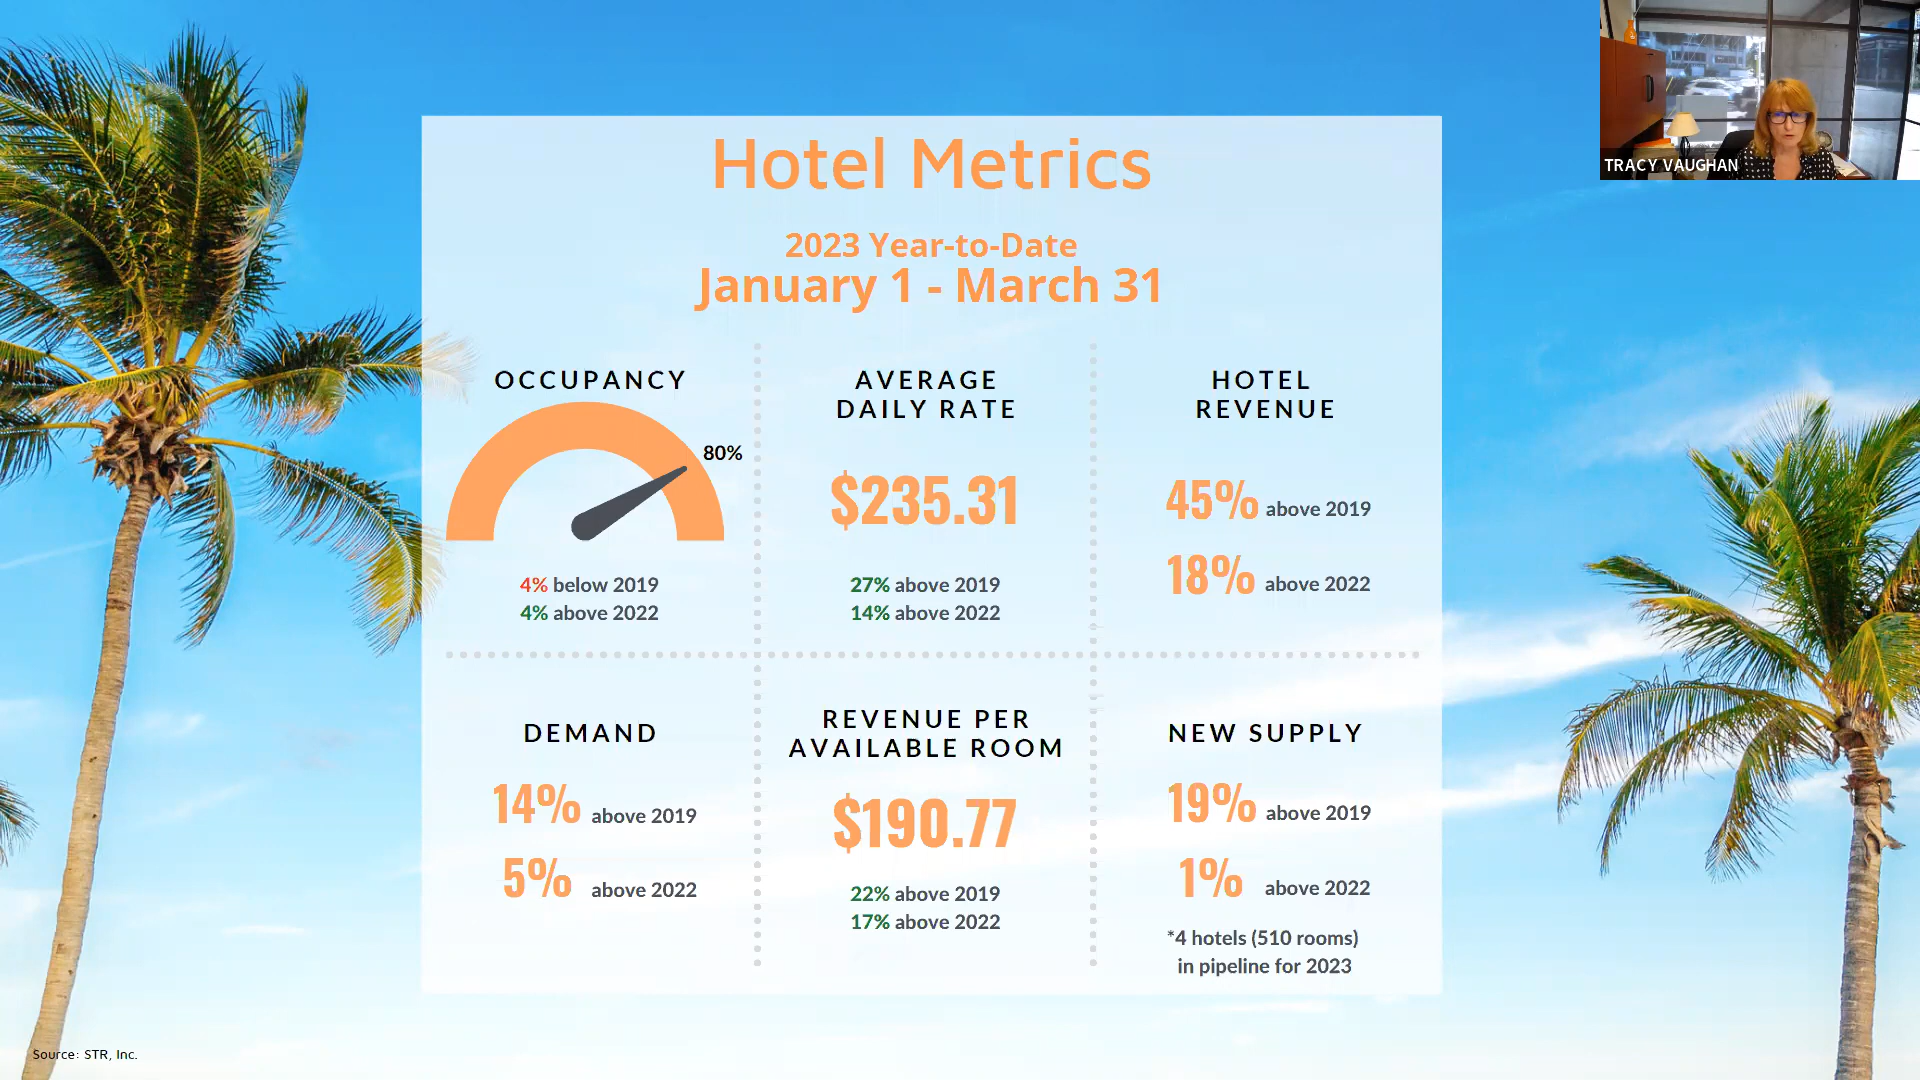 Hotel Metrics
2023 Year-to-Date
January 1 - March 31
OCCUPANCY
80%
4% below 2019
4% above 2022
AVERAGE
DAILY RATE
$235.31
27% above 2019
14% above 2022
HOTEL
REVENUE
45% above 2019
18% above 2022
DEMAND
14% above 2019
5% above 2022
REVENUE PER
AVAILABLE ROOM
$190.77
22% above 2019
17% above 2022
NEW SUPPLY
19% above 2019
1% above 2022
*4 hotels (510 rooms)
in pipeline for 2023
Source: STR, Inc.
TRACY VAUGHAN